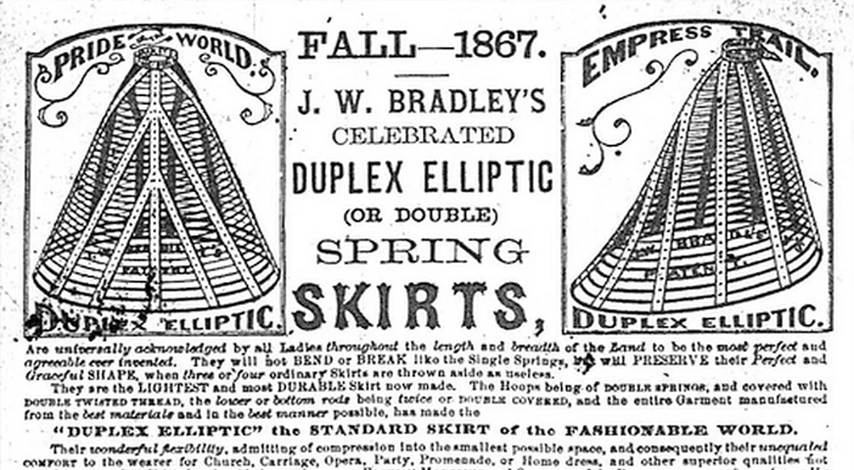 PRIDE of the WORLD.
DUPLEX ELLIPTIC.
FALL—1867.
J. W. BRADLEY'S
CELEBRATED
DUPLEX ELLIPTIC
(OR DOUBLE)
SPRING
SKIRTS,
EMPRESS TRAIL.
J.W. BRADLEY'S
PATENT
DUPLEX ELLIPTIC.
Are universally acknowledged by all Ladies throughout the length and breadth of the Land to be the most perfect and
agreeable ever invented. They will not BEND or BREAK like the Single Springs, but will PRESERVE their Perfect and
Graceful SHAPE, when three or four ordinary Skirts are thrown aside as useless.
They are the LIGHTEST and most DURABLE Skirt now made. The Hoops being of DOUBLE SPRINGS, and covered with
DOUBLE TWISTED THREAD, the lower or bottom rods being twice or DOUBLE COVERED, and the entire Garment manufactured
from the best materials and in the best manner possible, has made the
"DUPLEX ELLIPTIC" the STANDARD SKIRT of the FASHIONABLE WORLD.
Their wonderful flexibility, admitting of compression into the smallest possible space, and consequently their unequaled
COMFORT to the wearer for Church, Carriage, Opera, Party, Promenade, or Home dress, and other superior qualities not